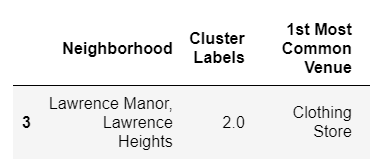 Neighborhood Cluster Labels 1st Most Common Venue
3 Lawrence Manor, Lawrence Heights 2.0 Clothing Store